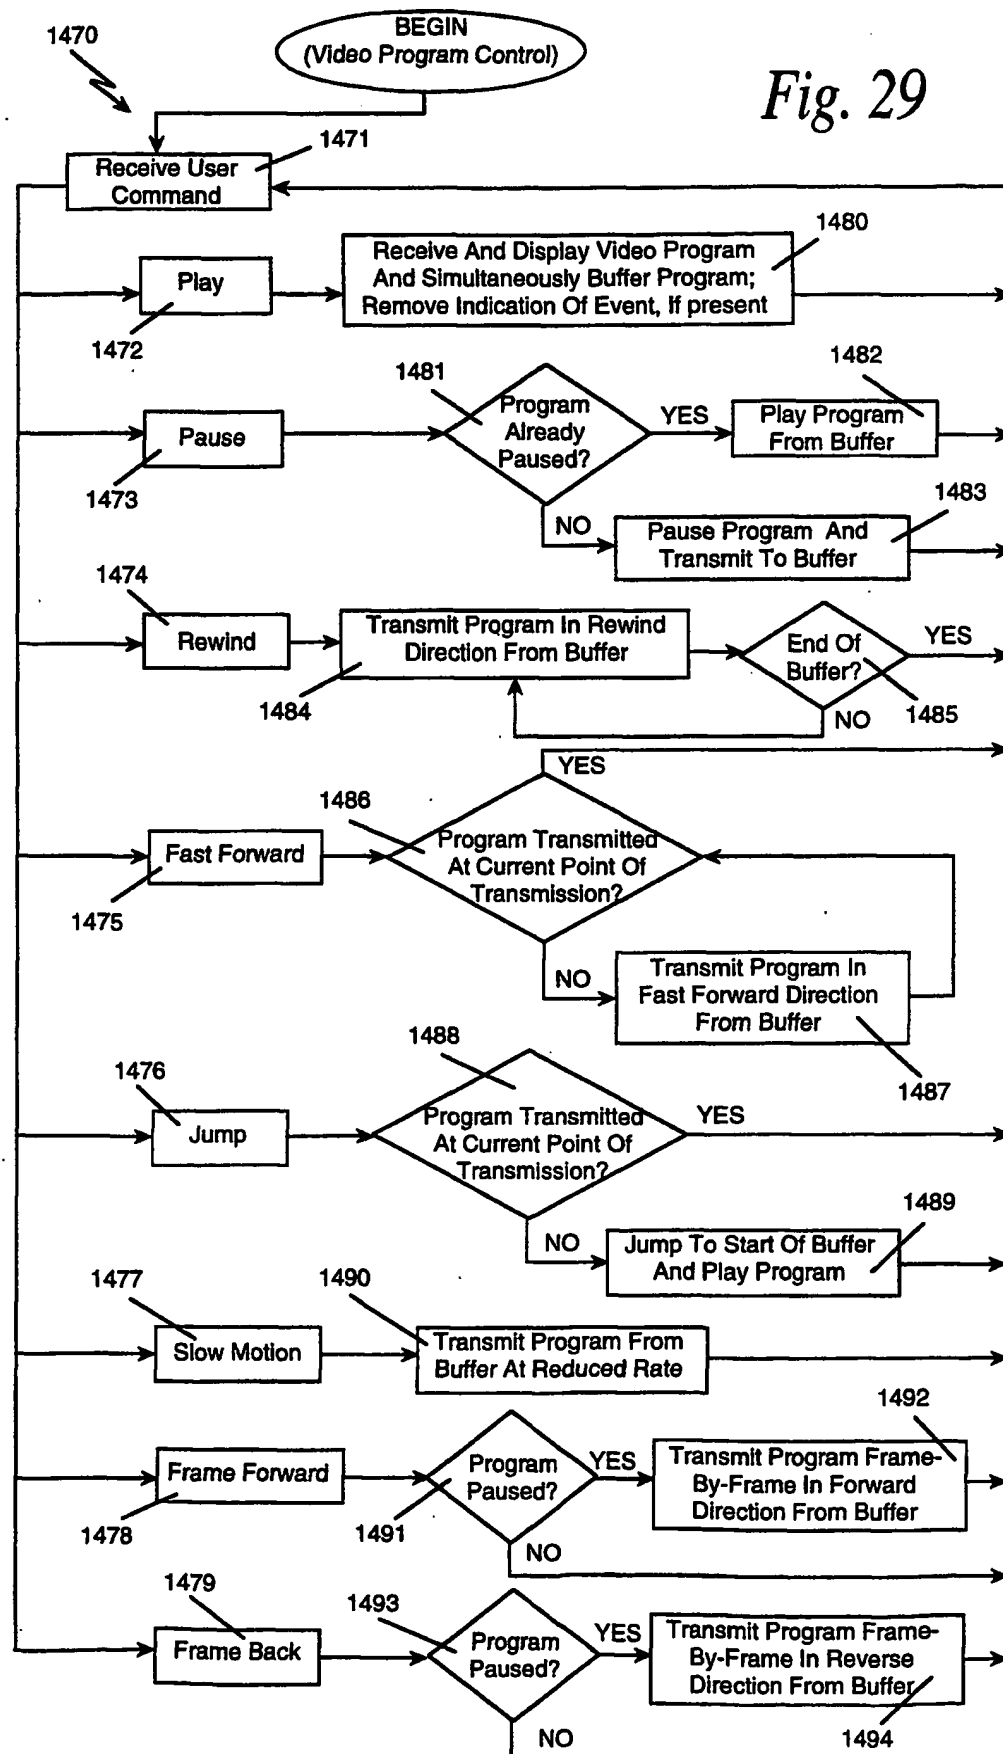 1470
BEGIN
(Video Program Control)
Fig. 29
1471
Receive User
Command
1480
Receive And Display Video Program
And Simultaneously Buffer Program;
Remove Indication Of Event, If present
Play
1472
1481
1482
Program
Already
Paused?
YES
Play Program
From Buffer
Pause
1473
NO
1483
Pause Program And
Transmit To Buffer
1474
Rewind
Transmit Program In Rewind
Direction From Buffer
1484
End Of
Buffer?
YES
NO
1485
YES
1486
Fast Forward
1475
Program Transmitted
At Current Point Of
Transmission?
NO
Transmit Program In
Fast Forward Direction
From Buffer
1487
1488
1476
Jump
Program Transmitted
At Current Point Of
Transmission?
YES
1489
NO
Jump To Start Of Buffer
And Play Program
1477
1490
Slow Motion
Transmit Program From
Buffer At Reduced Rate
1492
Frame Forward
1478
Program
Paused?
1491
YES
Transmit Program Frame-
By-Frame In Forward
Direction From Buffer
NO
1479
1493
Frame Back
Program
Paused?
YES
Transmit Program Frame-
By-Frame In Reverse
Direction From Buffer
NO
1494